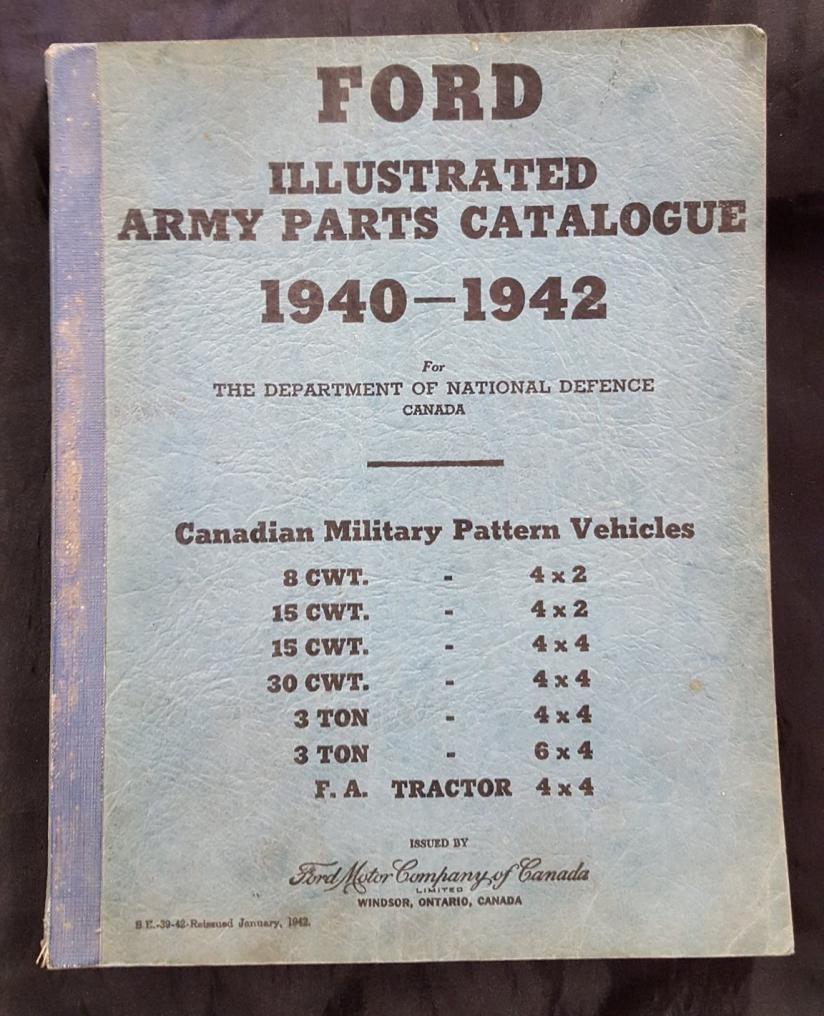 FORD
ILLUSTRATED
ARMY PARTS CATALOGUE
1940—1942
For
THE DEPARTMENT OF NATIONAL DEFENCE
CANADA
Canadian Military Pattern Vehicles
8 CWT. - 4 x 2
15 CWT. - 4 x 2
15 CWT. - 4 x 4
30 CWT. - 4 x 4
3 TON - 4 x 4
3 TON - 6 x 4
F. A. TRACTOR 4 x 4
ISSUED BY
Ford Motor Company of Canada
LIMITED
WINDSOR, ONTARIO, CANADA
S E.-39-42-Reissued January, 1942.